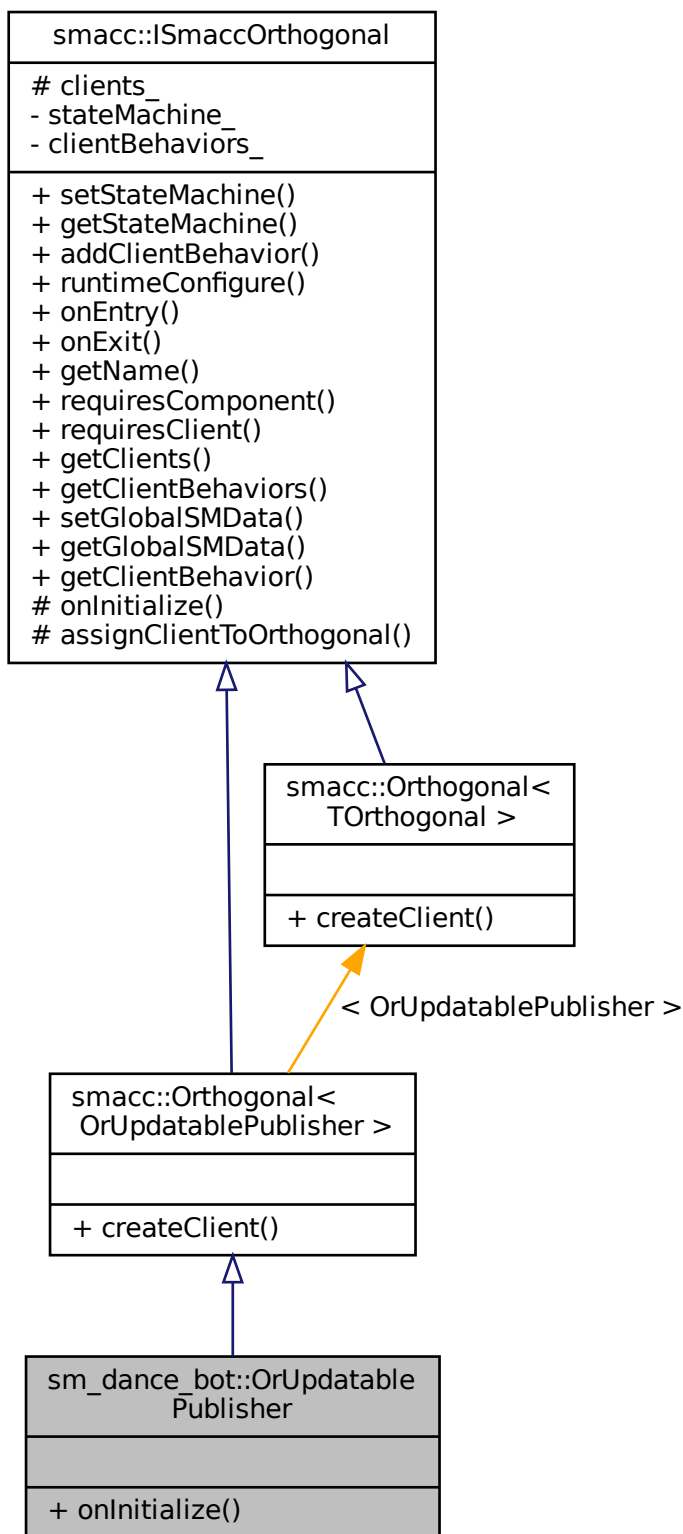 smacc::ISmaccOrthogonal
# clients_
- stateMachine_
- clientBehaviors_
+ setStateMachine()
+ getStateMachine()
+ addClientBehavior()
+ runtimeConfigure()
+ onEntry()
+ onExit()
+ getName()
+ requiresComponent()
+ requiresClient()
+ getClients()
+ getClientBehaviors()
+ setGlobalSMData()
+ getGlobalSMData()
+ getClientBehavior()
# onInitialize()
# assignClientToOrthogonal()
smacc::Orthogonal<
TOrthogonal >
+ createClient()
< OrUpdatablePublisher >
smacc::Orthogonal<
OrUpdatablePublisher >
+ createClient()
sm_dance_bot::OrUpdatable
Publisher
+ onInitialize()